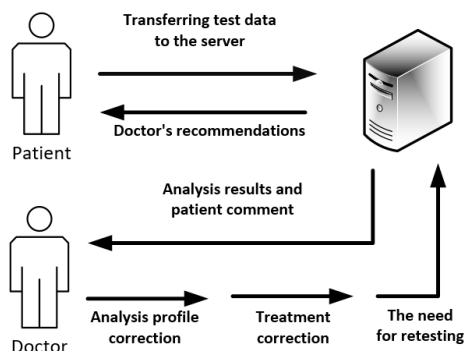 Transferring test data
to the server
Doctor's recommendations
Patient
Analysis results and
patient comment
Analysis profile
correction
Treatment
correction
The need
for retesting
Doctor